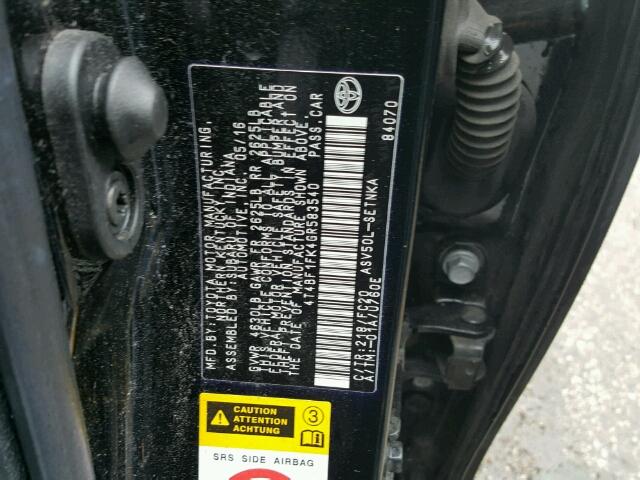 MFD.BY:TOYOTA MOTOR MANUFACTURING,
NORTHERN KENTUCKY, INC.
ASSEMBLED BY:SUBARU OF INDIANA
AUTOMOTIVE, INC. 05/16
GVWR 4630LB GAWR FR 2625LB RR 2625LB
THIS VEHICLE CONFORMS TO ALL APPLICABLE
FEDERAL MOTOR VEHICLE SAFETY, BUMPER, AND
THEFT PREVENTION STANDARDS IN EFFECT ON
THE DATE OF MANUFACTURE SHOWN ABOVE.
4T4BF1FK4GR583540 PASS.CAR
C/TR:218/FC20 ASV50L-SETNKA
A/TM:-01A/U760E 84070
CAUTION
ATTENTION
ACHTUNG
3
SRS SIDE AIRBAG